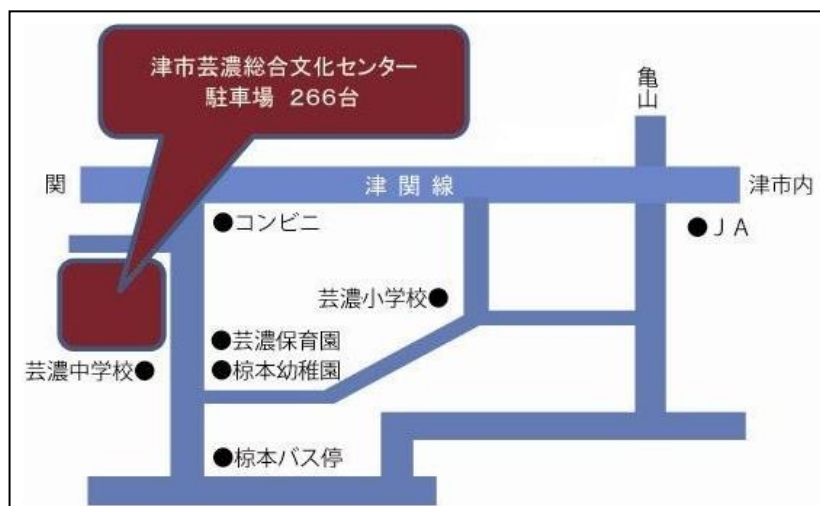 津市芸濃総合文化センター
駐車場 266台
亀山
関
津関線
津市内
●コンビニ
●JA
芸濃小学校●
●芸濃保育園
●椋本幼稚園
芸濃中学校●
●椋本バス停